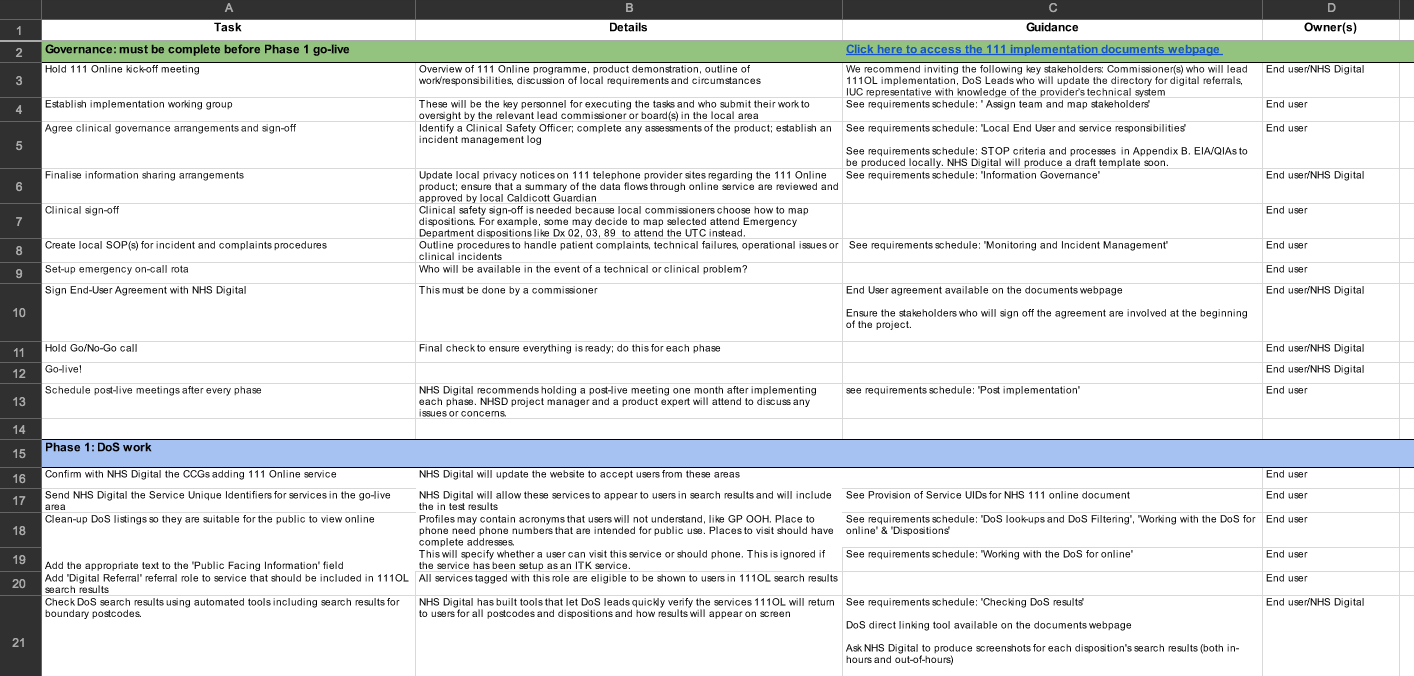 A B C D
1 Task Details Guidance Owner(s)
2 Governance: must be complete before Phase 1 go-live Click here to access the 111 implementation documents webpage
3 Hold 111 Online kick-off meeting
Overview of 111 Online programme, product demonstration, outline of
work/responsibilities, discussion of local requirements and circumstances
We recommend inviting the following key stakeholders: Commissioner(s) who will lead
111OL implementation, DoS Leads who will update the directory for digital referrals,
IUC representative with knowledge of the provider's technical system
End user/NHS Digital
4 Establish implementation working group
These will be the key personnel for executing the tasks and who submit their work to
oversight by the relevant lead commissioner or board(s) in the local area
See requirements schedule: ' Assign team and map stakeholders'
End user
5 Agree clinical governance arrangements and sign-off
Identify a Clinical Safety Officer; complete any assessments of the product; establish an
incident management log
See requirements schedule: 'Local End User and service responsibilities'
See requirements schedule: STOP criteria and processes in Appendix B. EIA/QIAs to
be produced locally. NHS Digital will produce a draft template soon.
End user
6 Finalise information sharing arrangements
Update local privacy notices on 111 telephone provider sites regarding the 111 Online
product; ensure that a summary of the data flows through online service are reviewed and
approved by local Caldicott Guardian
See requirements schedule: 'Information Governance'
End user/NHS Digital
7 Clinical sign-off
Clinical safety sign-off is needed because local commissioners choose how to map
dispositions. For example, some may decide to map selected attend Emergency
Department dispositions like Dx 02, 03, 89 to attend the UTC instead.
End user
8 Create local SOP(s) for incident and complaints procedures
Outline procedures to handle patient complaints, technical failures, operational issues or
clinical incidents
See requirements schedule: 'Monitoring and Incident Management'
End user
9 Set-up emergency on-call rota
Who will be available in the event of a technical or clinical problem?
End user
10 Sign End-User Agreement with NHS Digital
This must be done by a commissioner
End User agreement available on the documents webpage
Ensure the stakeholders who will sign off the agreement are involved at the beginning
of the project.
End user/NHS Digital
11 Hold Go/No-Go call
Final check to ensure everything is ready; do this for each phase
End user/NHS Digital
12 Go-live!
End user/NHS Digital
13 Schedule post-live meetings after every phase
NHS Digital recommends holding a post-live meeting one month after implementing
each phase. NHSD project manager and a product expert will attend to discuss any
issues or concerns.
see requirements schedule: 'Post implementation'
End user
14
15 Phase 1: DoS work
16 Confirm with NHS Digital the CCGs adding 111 Online service
NHS Digital will update the website to accept users from these areas
End user
17 Send NHS Digital the Service Unique Identifiers for services in the go-live
area
NHS Digital will allow these services to appear to users in search results and will include
the in test results
See Provision of Service UIDs for NHS 111 online document
End user
18 Clean-up DoS listings so they are suitable for the public to view online
Profiles may contain acronyms that users will not understand, like GP OOH. Place to
phone need phone numbers that are intended for public use. Places to visit should have
complete addresses.
See requirements schedule: 'DoS look-ups and DoS Filtering', 'Working with the DoS for
online' & 'Dispositions'
End user
19 Add the appropriate text to the 'Public Facing Information' field
This will specify whether a user can visit this service or should phone. This is ignored if
the service has been setup as an ITK service.
See requirements schedule: 'Working with the DoS for online'
End user
20 Add 'Digital Referral' referral role to service that should be included in 111OL
search results
All services tagged with this role are eligible to be shown to users in 111OL search results
End user
21 Check DoS search results using automated tools including search results for
boundary postcodes.
NHS Digital has built tools that let DoS leads quickly verify the services 111OL will return
to users for all postcodes and dispositions and how results will appear on screen
See requirements schedule: 'Checking DoS results'
DoS direct linking tool available on the documents webpage
Ask NHS Digital to produce screenshots for each disposition's search results (both in-
hours and out-of-hours)
End user/NHS Digital